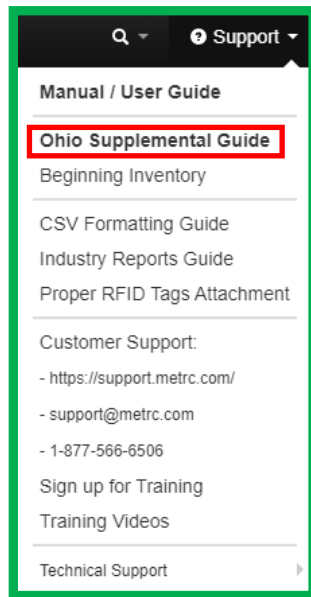 Support
Manual / User Guide
Ohio Supplemental Guide
Beginning Inventory
CSV Formatting Guide
Industry Reports Guide
Proper RFID Tags Attachment
Customer Support:
- https://support.metrc.com/
- support@metrc.com
- 1-877-566-6506
Sign up for Training
Training Videos
Technical Support